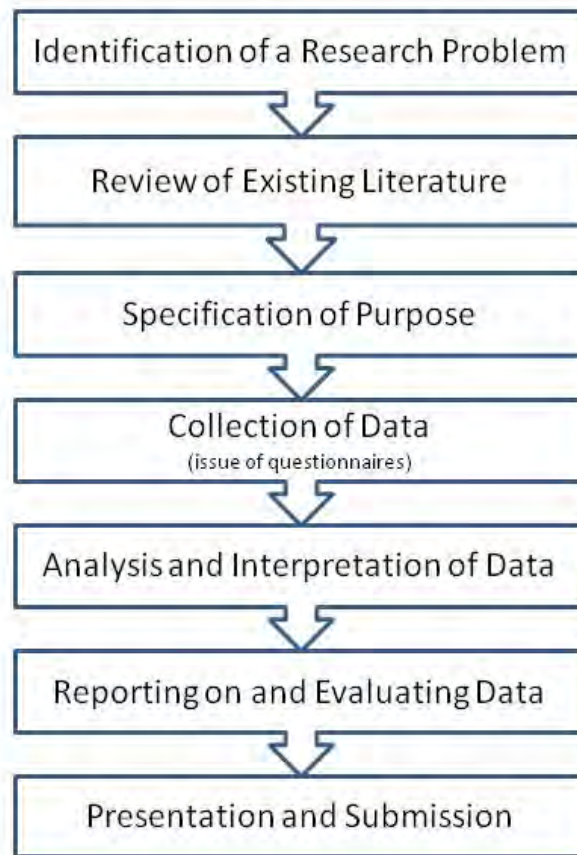 Identification of a Research Problem
Review of Existing Literature
Specification of Purpose
Collection of Data
(issue of questionnaires)
Analysis and Interpretation of Data
Reporting on and Evaluating Data
Presentation and Submission